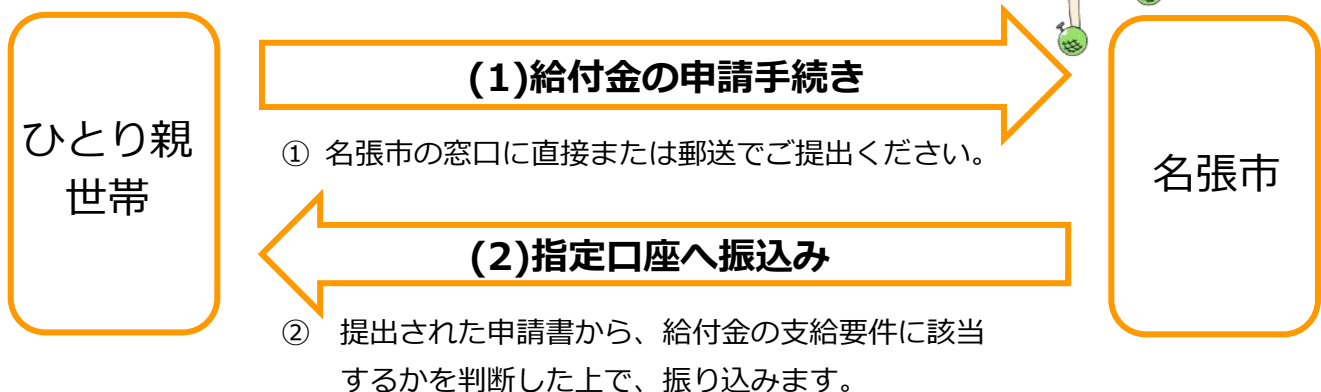 ひとり親
世帯
(1)給付金の申請手続き
① 名張市の窓口に直接または郵送でご提出ください。
(2)指定口座へ振込み
② 提出された申請書から、給付金の支給要件に該当
するかを判断した上で、振り込みます。
名張市